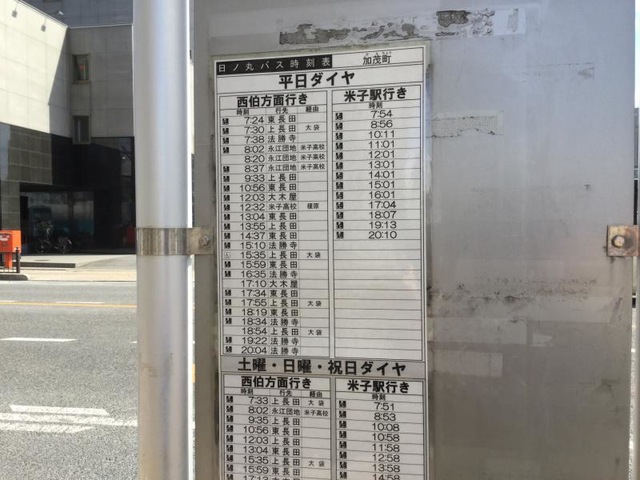 日ノ丸バス時刻表 加茂町
平日ダイヤ
西伯方面行き 米子駅行き
時刻 行先 経由 時刻
7:24 東長田 7:54
7:30 上長田 大袋 8:56
7:38 法勝寺 10:11
8:02 永江団地 米子高校 11:01
8:20 永江団地 米子高校 12:01
8:37 永江団地 米子高校 13:01
9:33 上長田 14:01
10:56 東長田 15:01
12:03 大木屋 16:01
12:32 米子高校 榎原 17:04
13:04 東長田 18:07
13:55 上長田 19:13
14:37 東長田 20:10
15:10 法勝寺
15:35 上長田 大袋
15:59 東長田
16:35 法勝寺
17:10 大木屋
17:34 東長田
17:55 上長田 大袋
18:19 東長田
18:34 法勝寺
18:54 上長田 大袋
19:22 法勝寺
20:04 法勝寺
土曜・日曜・祝日ダイヤ
西伯方面行き 米子駅行き
時刻 行先 経由 時刻
7:33 上長田 大袋 7:51
8:02 永江団地 米子高校 8:53
9:35 上長田 10:08
10:56 東長田 10:58
12:03 上長田 11:58
13:04 東長田 12:58
15:35 上長田 大袋 13:58
15:59 東長田 14:58